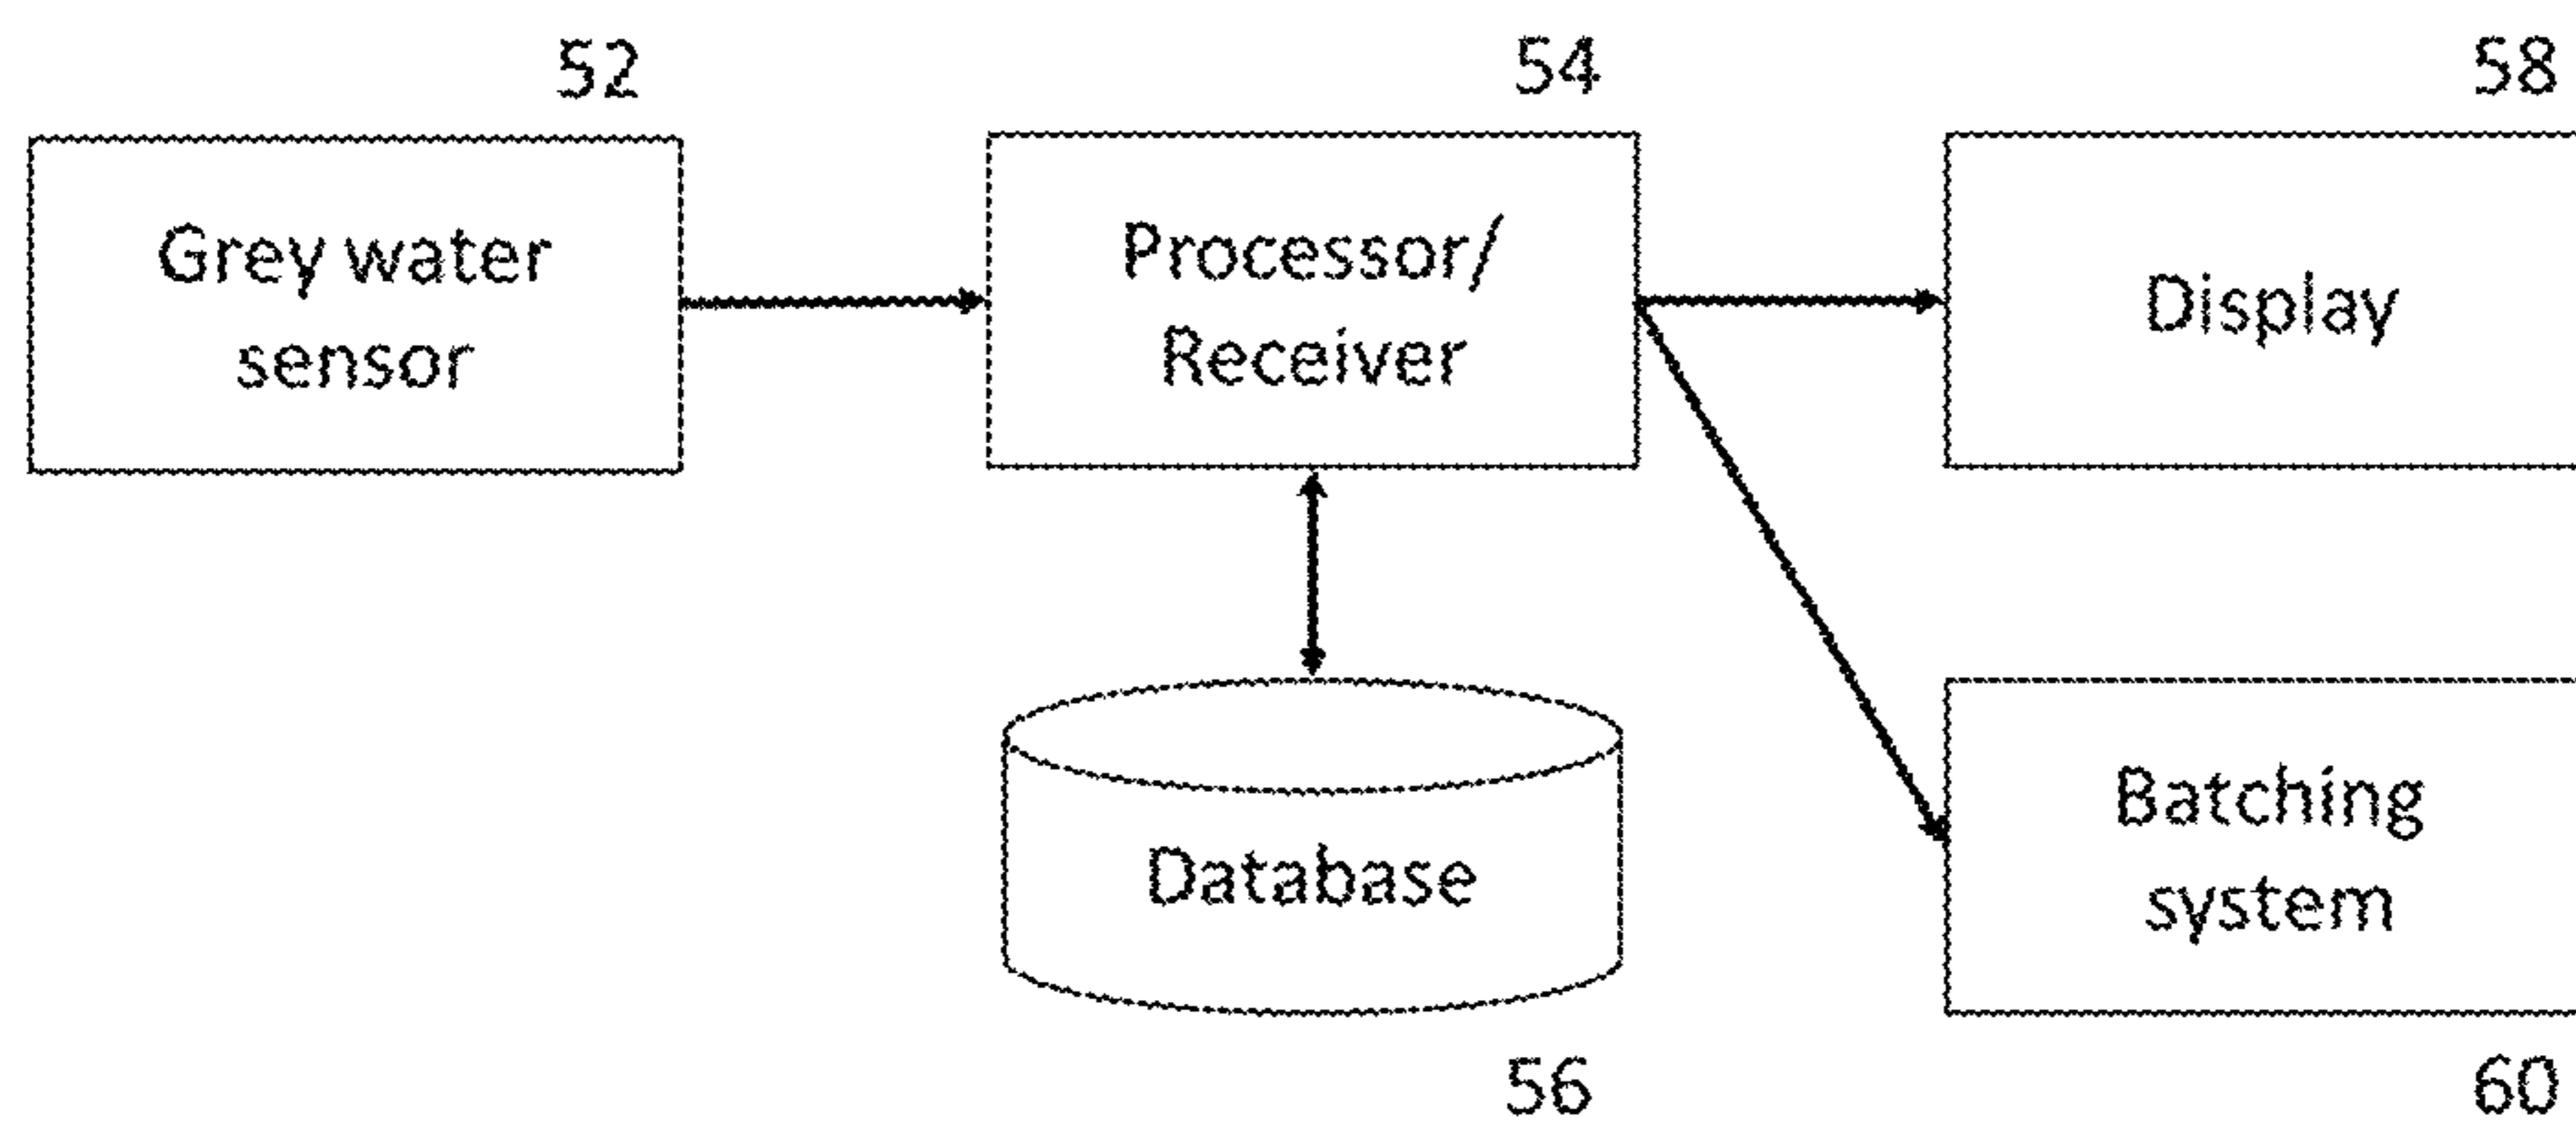 52
Grey water
sensor
54
Processor/
Receiver
58
Display
Database
56
Batching
system
60